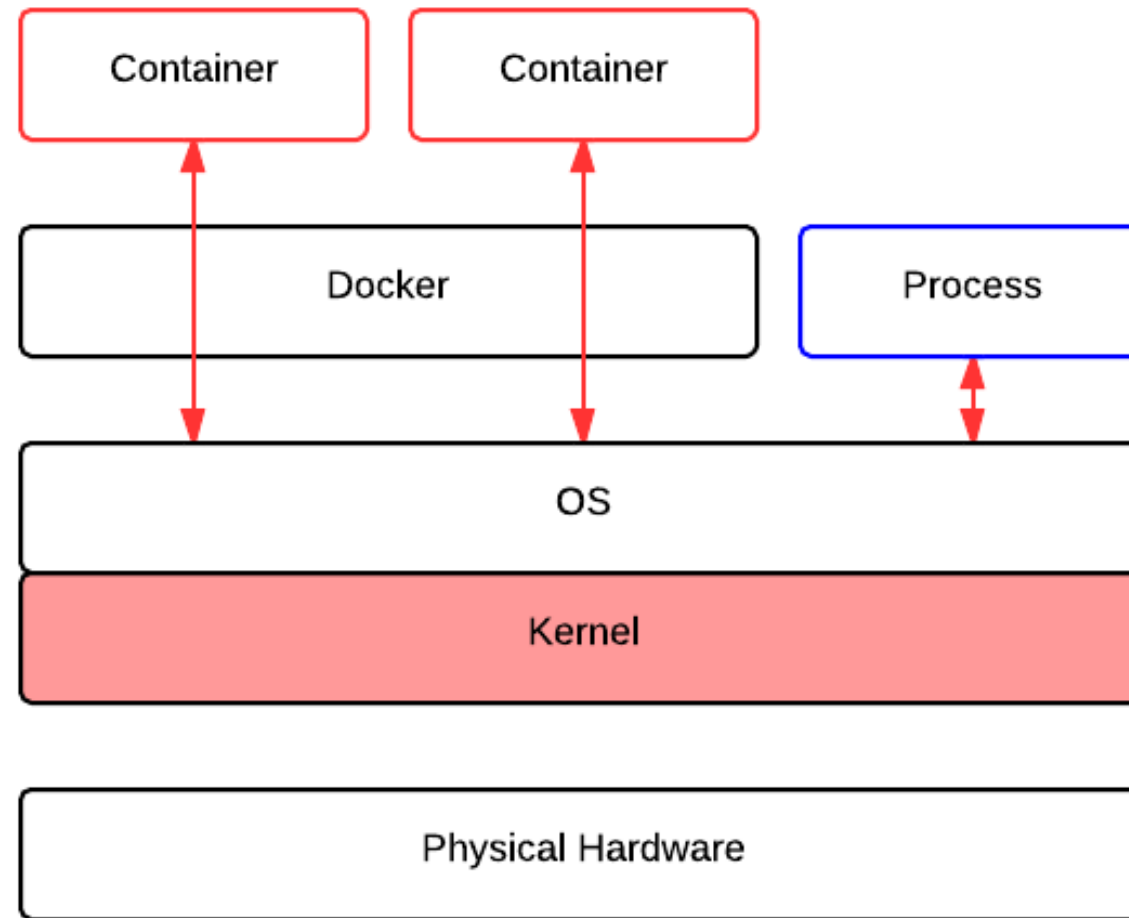 Container
Container
Docker
Process
OS
Kernel
Physical Hardware